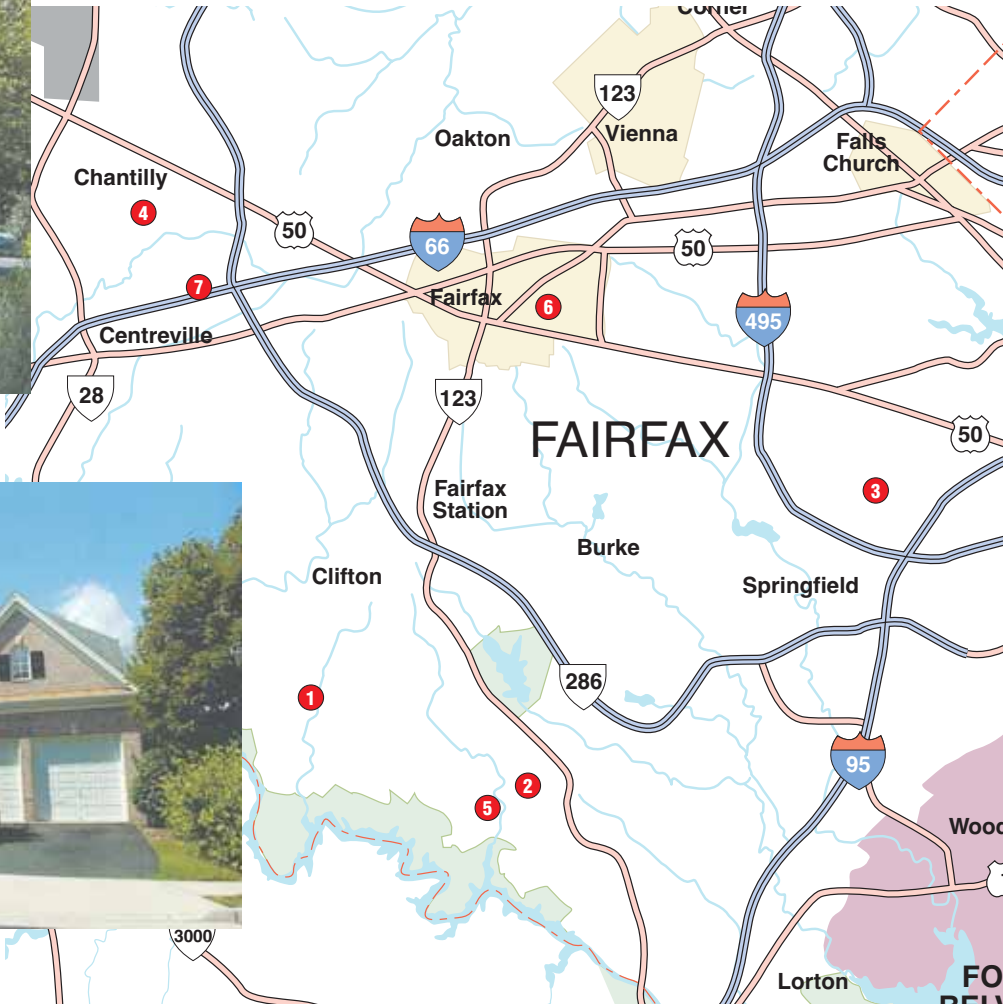 Corner
123
Vienna
Oakton
Falls
Church
Chantilly
4
50
66
50
7
Fairfax
6
495
Centreville
28
123
FAIRFAX
50
Fairfax
Station
3
Burke
Clifton
Springfield
286
1
95
2
5
3000
Lorton